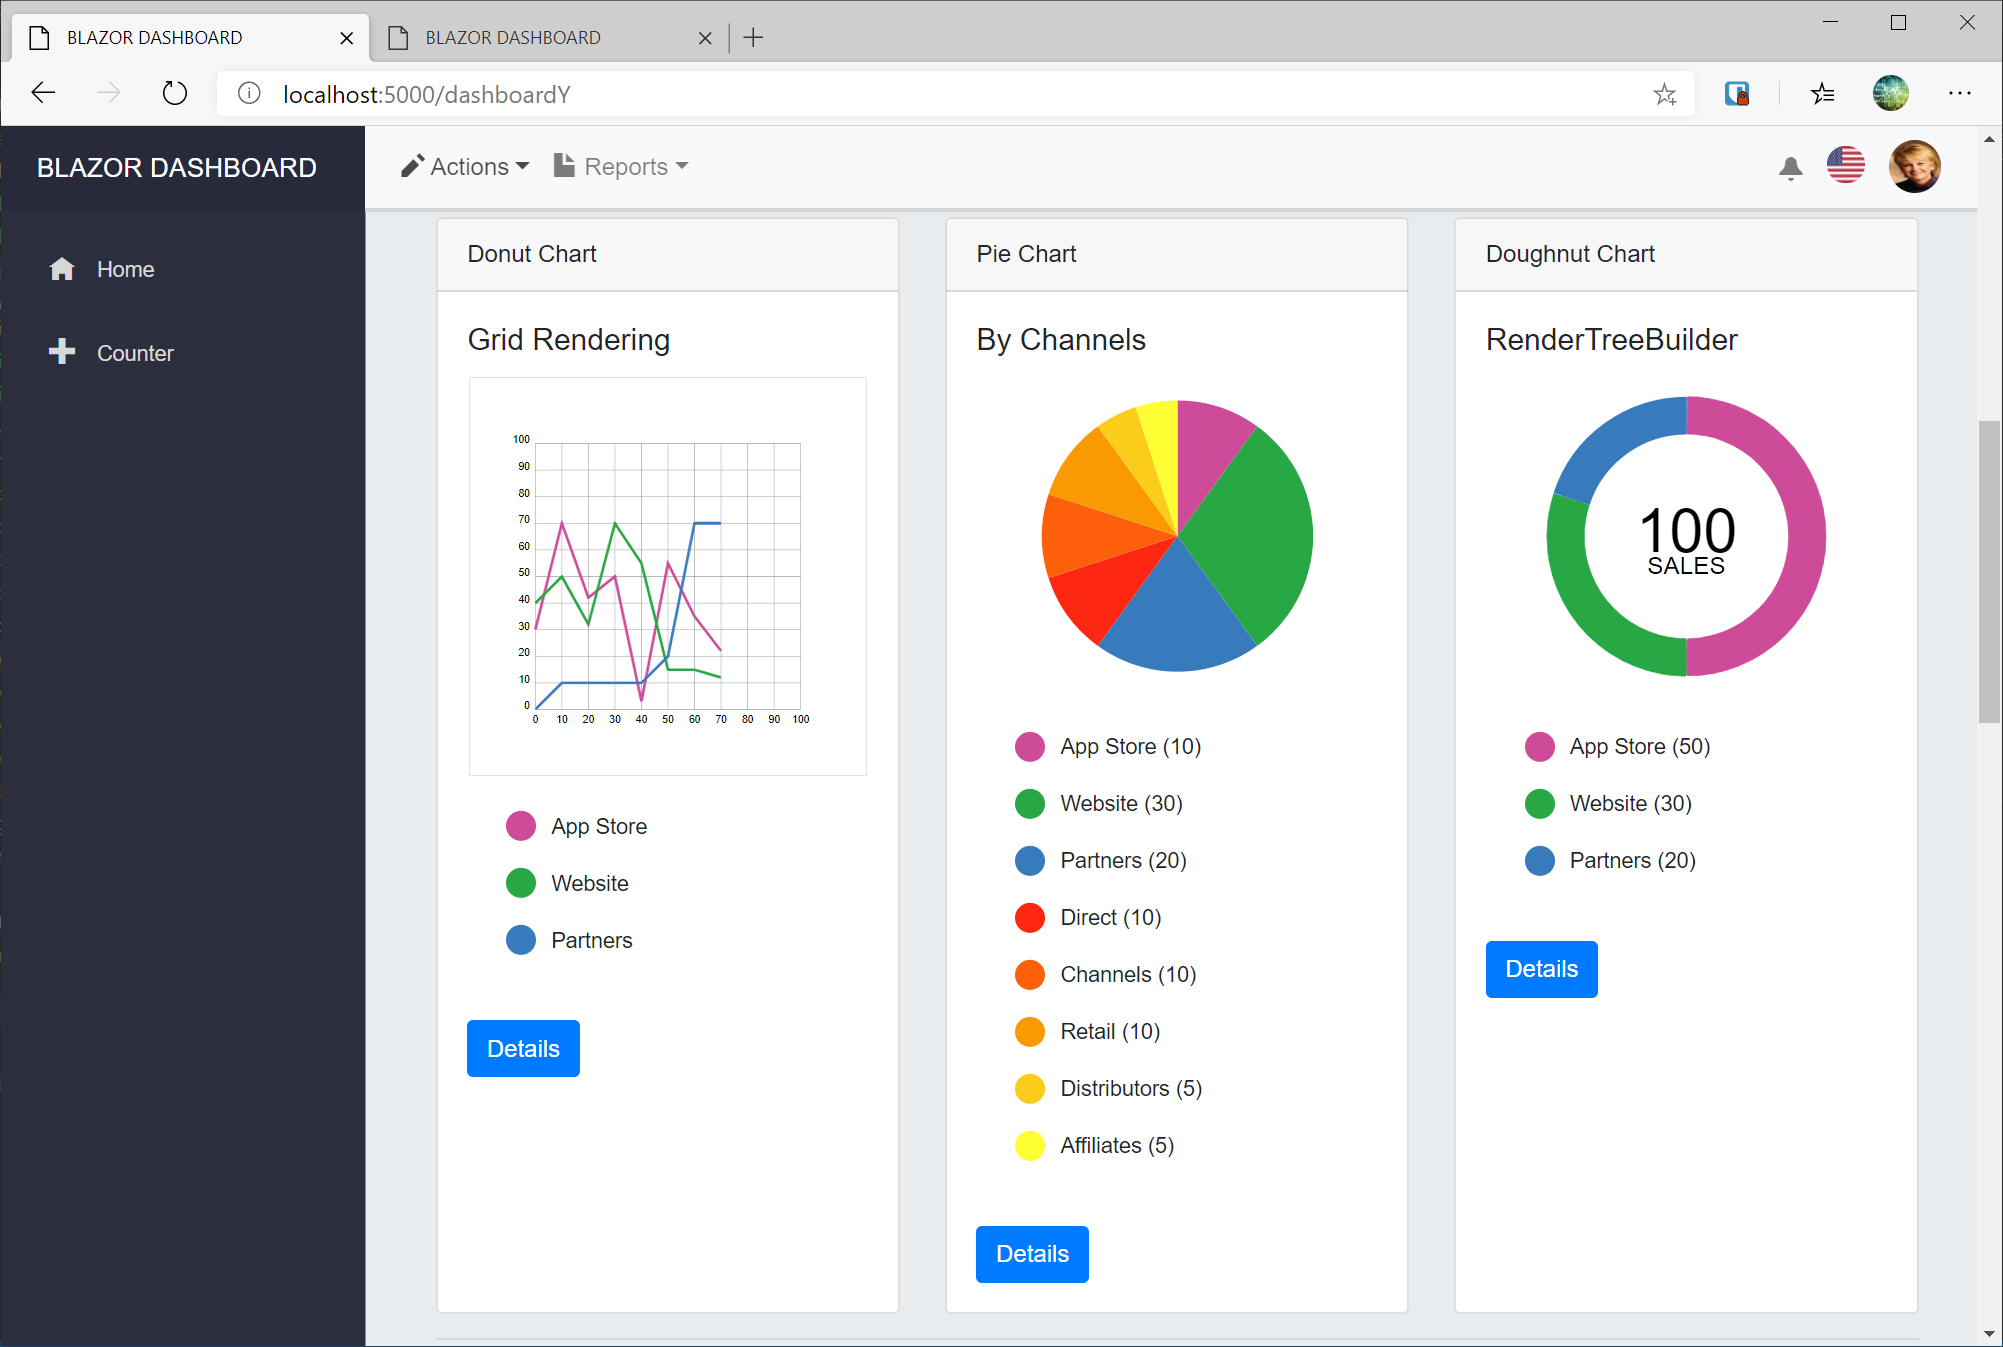 BLAZOR DASHBOARD
BLAZOR DASHBOARD
localhost:5000/dashboardY
BLAZOR DASHBOARD
Actions
Reports
Home
Counter
Donut Chart
Grid Rendering
100
90
80
70
60
50
40
30
20
10
0
0 10 20 30 40 50 60 70 80 90 100
App Store
Website
Partners
Details
Pie Chart
By Channels
App Store (10)
Website (30)
Partners (20)
Direct (10)
Channels (10)
Retail (10)
Distributors (5)
Affiliates (5)
Details
Doughnut Chart
RenderTreeBuilder
100
SALES
App Store (50)
Website (30)
Partners (20)
Details